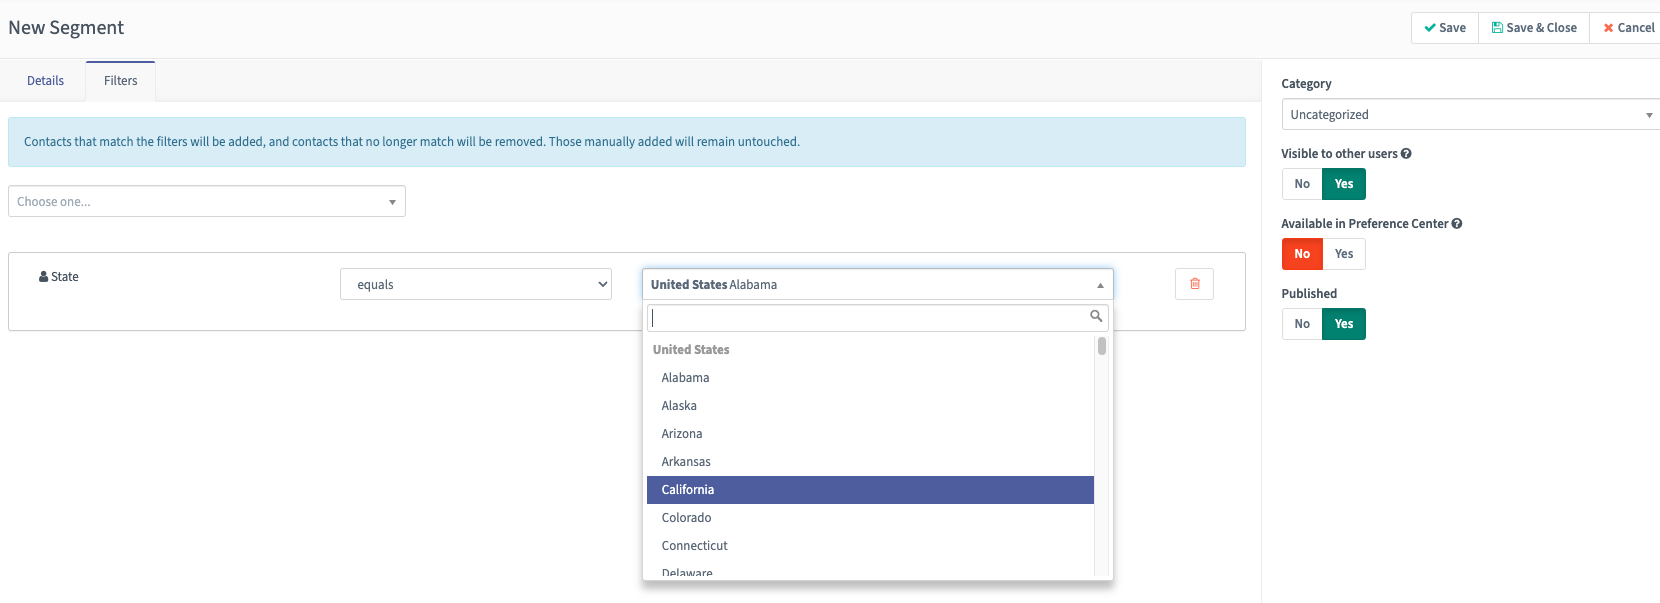 New Segment
Save
Save & Close
Cancel
Details
Filters
Contacts that match the filters will be added, and contacts that no longer match will be removed. Those manually added will remain untouched.
Choose one...
State
equals
United States Alabama
United States
Alabama
Alaska
Arizona
Arkansas
California
Colorado
Connecticut
Delaware
Category
Uncategorized
Visible to other users
No Yes
Available in Preference Center
No Yes
Published
No Yes